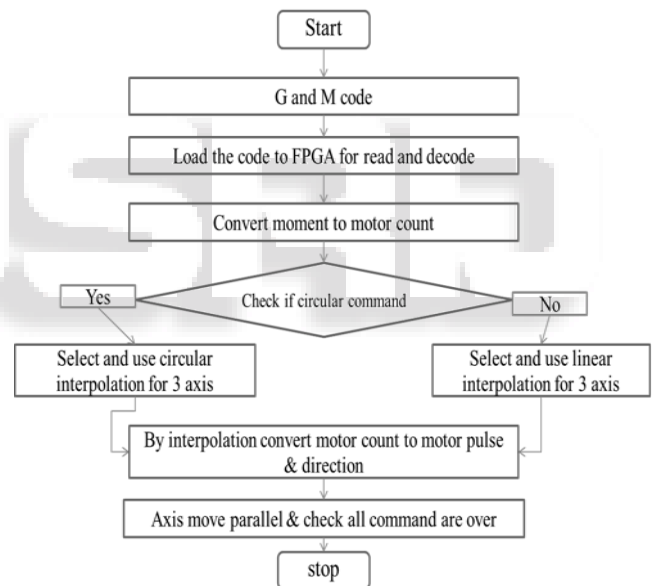 Start
G and M code
Load the code to FPGA for read and decode
Convert moment to motor count
Check if circular command
Yes
No
Select and use circular
interpolation for 3 axis
Select and use linear
interpolation for 3 axis
By interpolation convert motor count to motor pulse
& direction
Axis move parallel & check all command are over
stop